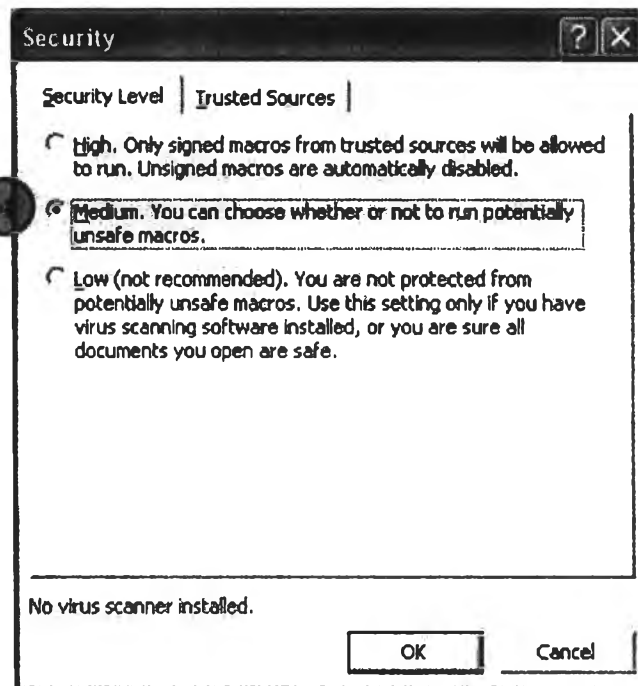 Security
Security Level
Trusted Sources
High. Only signed macros from trusted sources will be allowed
to run. Unsigned macros are automatically disabled.
Medium. You can choose whether or not to run potentially
unsafe macros.
Low (not recommended). You are not protected from
potentially unsafe macros. Use this setting only if you have
virus scanning software installed, or you are sure all
documents you open are safe.
No virus scanner installed.
OK
Cancel